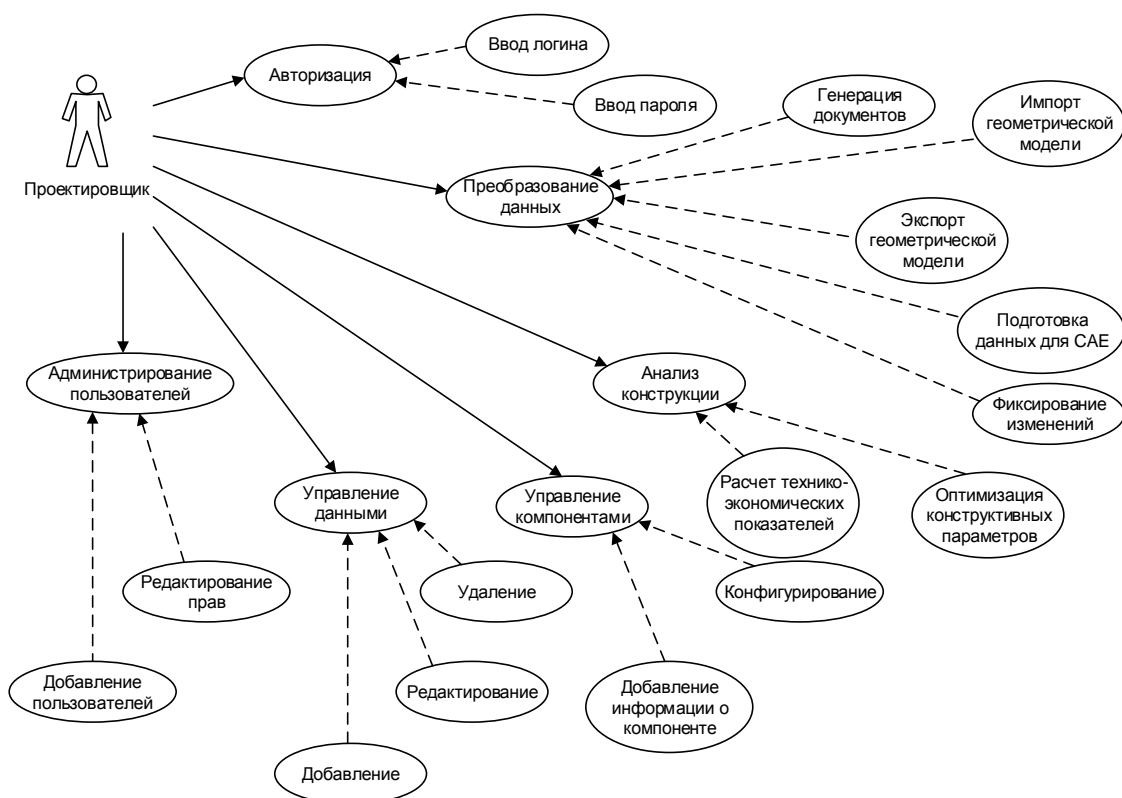 Ввод логина
Авторизация
Ввод пароля
Генерация
документов
Импорт
геометрической
модели
Проектировщик
Преобразование
данных
Экспорт
геометрической
модели
Подготовка
данных для CAE
Администрирование
пользователей
Анализ
конструкции
Фиксирование
изменений
Управление
данными
Управление
компонентами
Расчет технико-
экономических
показателей
Оптимизация
конструктивных
параметров
Редактирование
прав
Удаление
Конфигурирование
Добавление
пользователей
Редактирование
Добавление
информации о
компоненте
Добавление